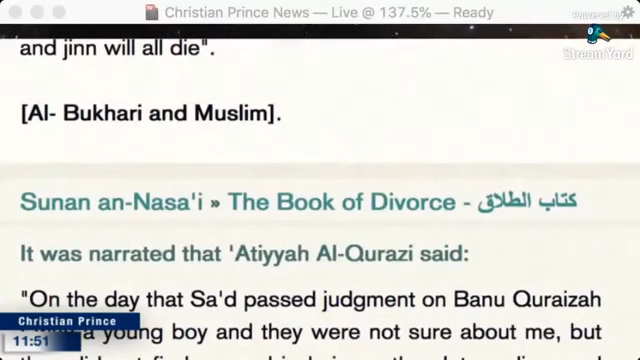 Christian Prince News — Live @ 137.5% — Ready
Powered by
StreamYard
and jinn will all die".
[Al- Bukhari and Muslim].
Sunan an-Nasa'i » The Book of Divorce - كتاب الطلاق
It was narrated that 'Atiyyah Al-Qurazi said:
"On the day that Sa'd passed judgment on Banu Quraizah
Christian Prince
a young boy and they were not sure about me, but
11:51